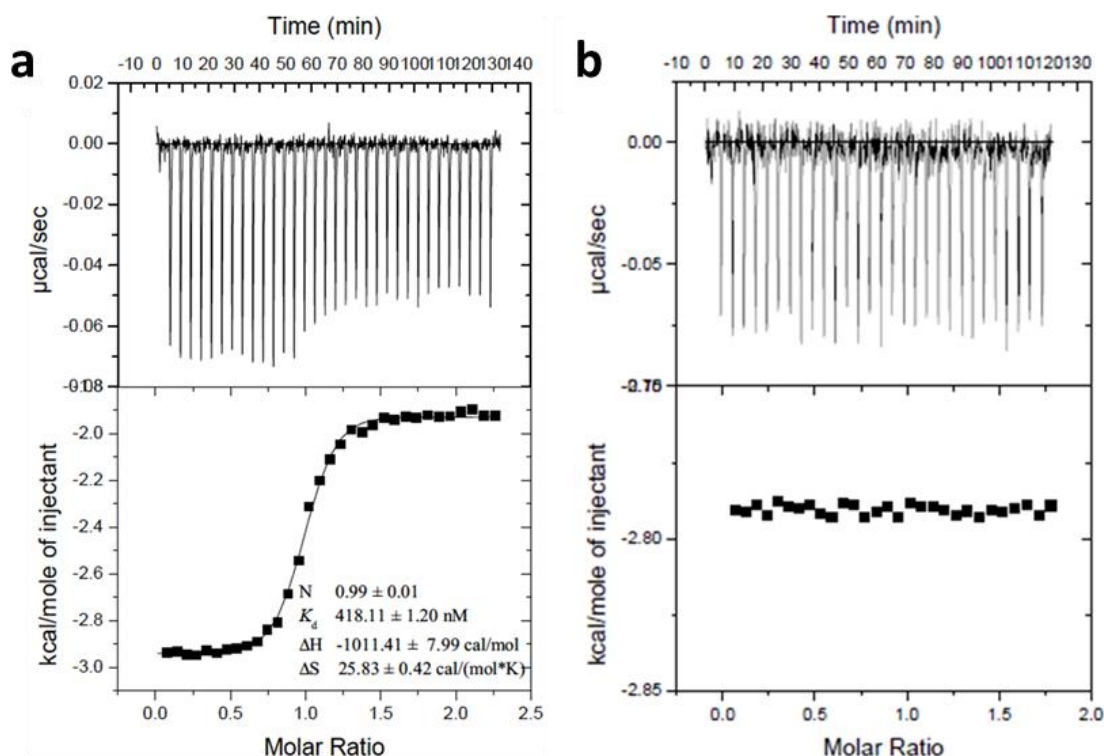 a
Time (min)
-10 0 10 20 30 40 50 60 70 80 90 100 110 120 130 40
0.02
0.00
-0.02
-0.04
-0.06
µcal/sec
-2.0
-2.2
-2.4
-2.6
-2.8
-3.0
kcal/mole of injectant
N 0.99 ± 0.01
Kd 418.11 ± 1.20 nM
ΔH -1011.41 ± 7.99 cal/mol
ΔS 25.83 ± 0.42 cal/(mol*K)
0.0 0.5 1.0 1.5 2.0 2.5
Molar Ratio
b
Time (min)
-10 0 10 20 30 40 50 60 70 80 90 100 110 120 130
0.00
-0.05
µcal/sec
-2.80
-2.85
kcal/mole of injectant
0.0 0.5 1.0 1.5 2.0
Molar Ratio